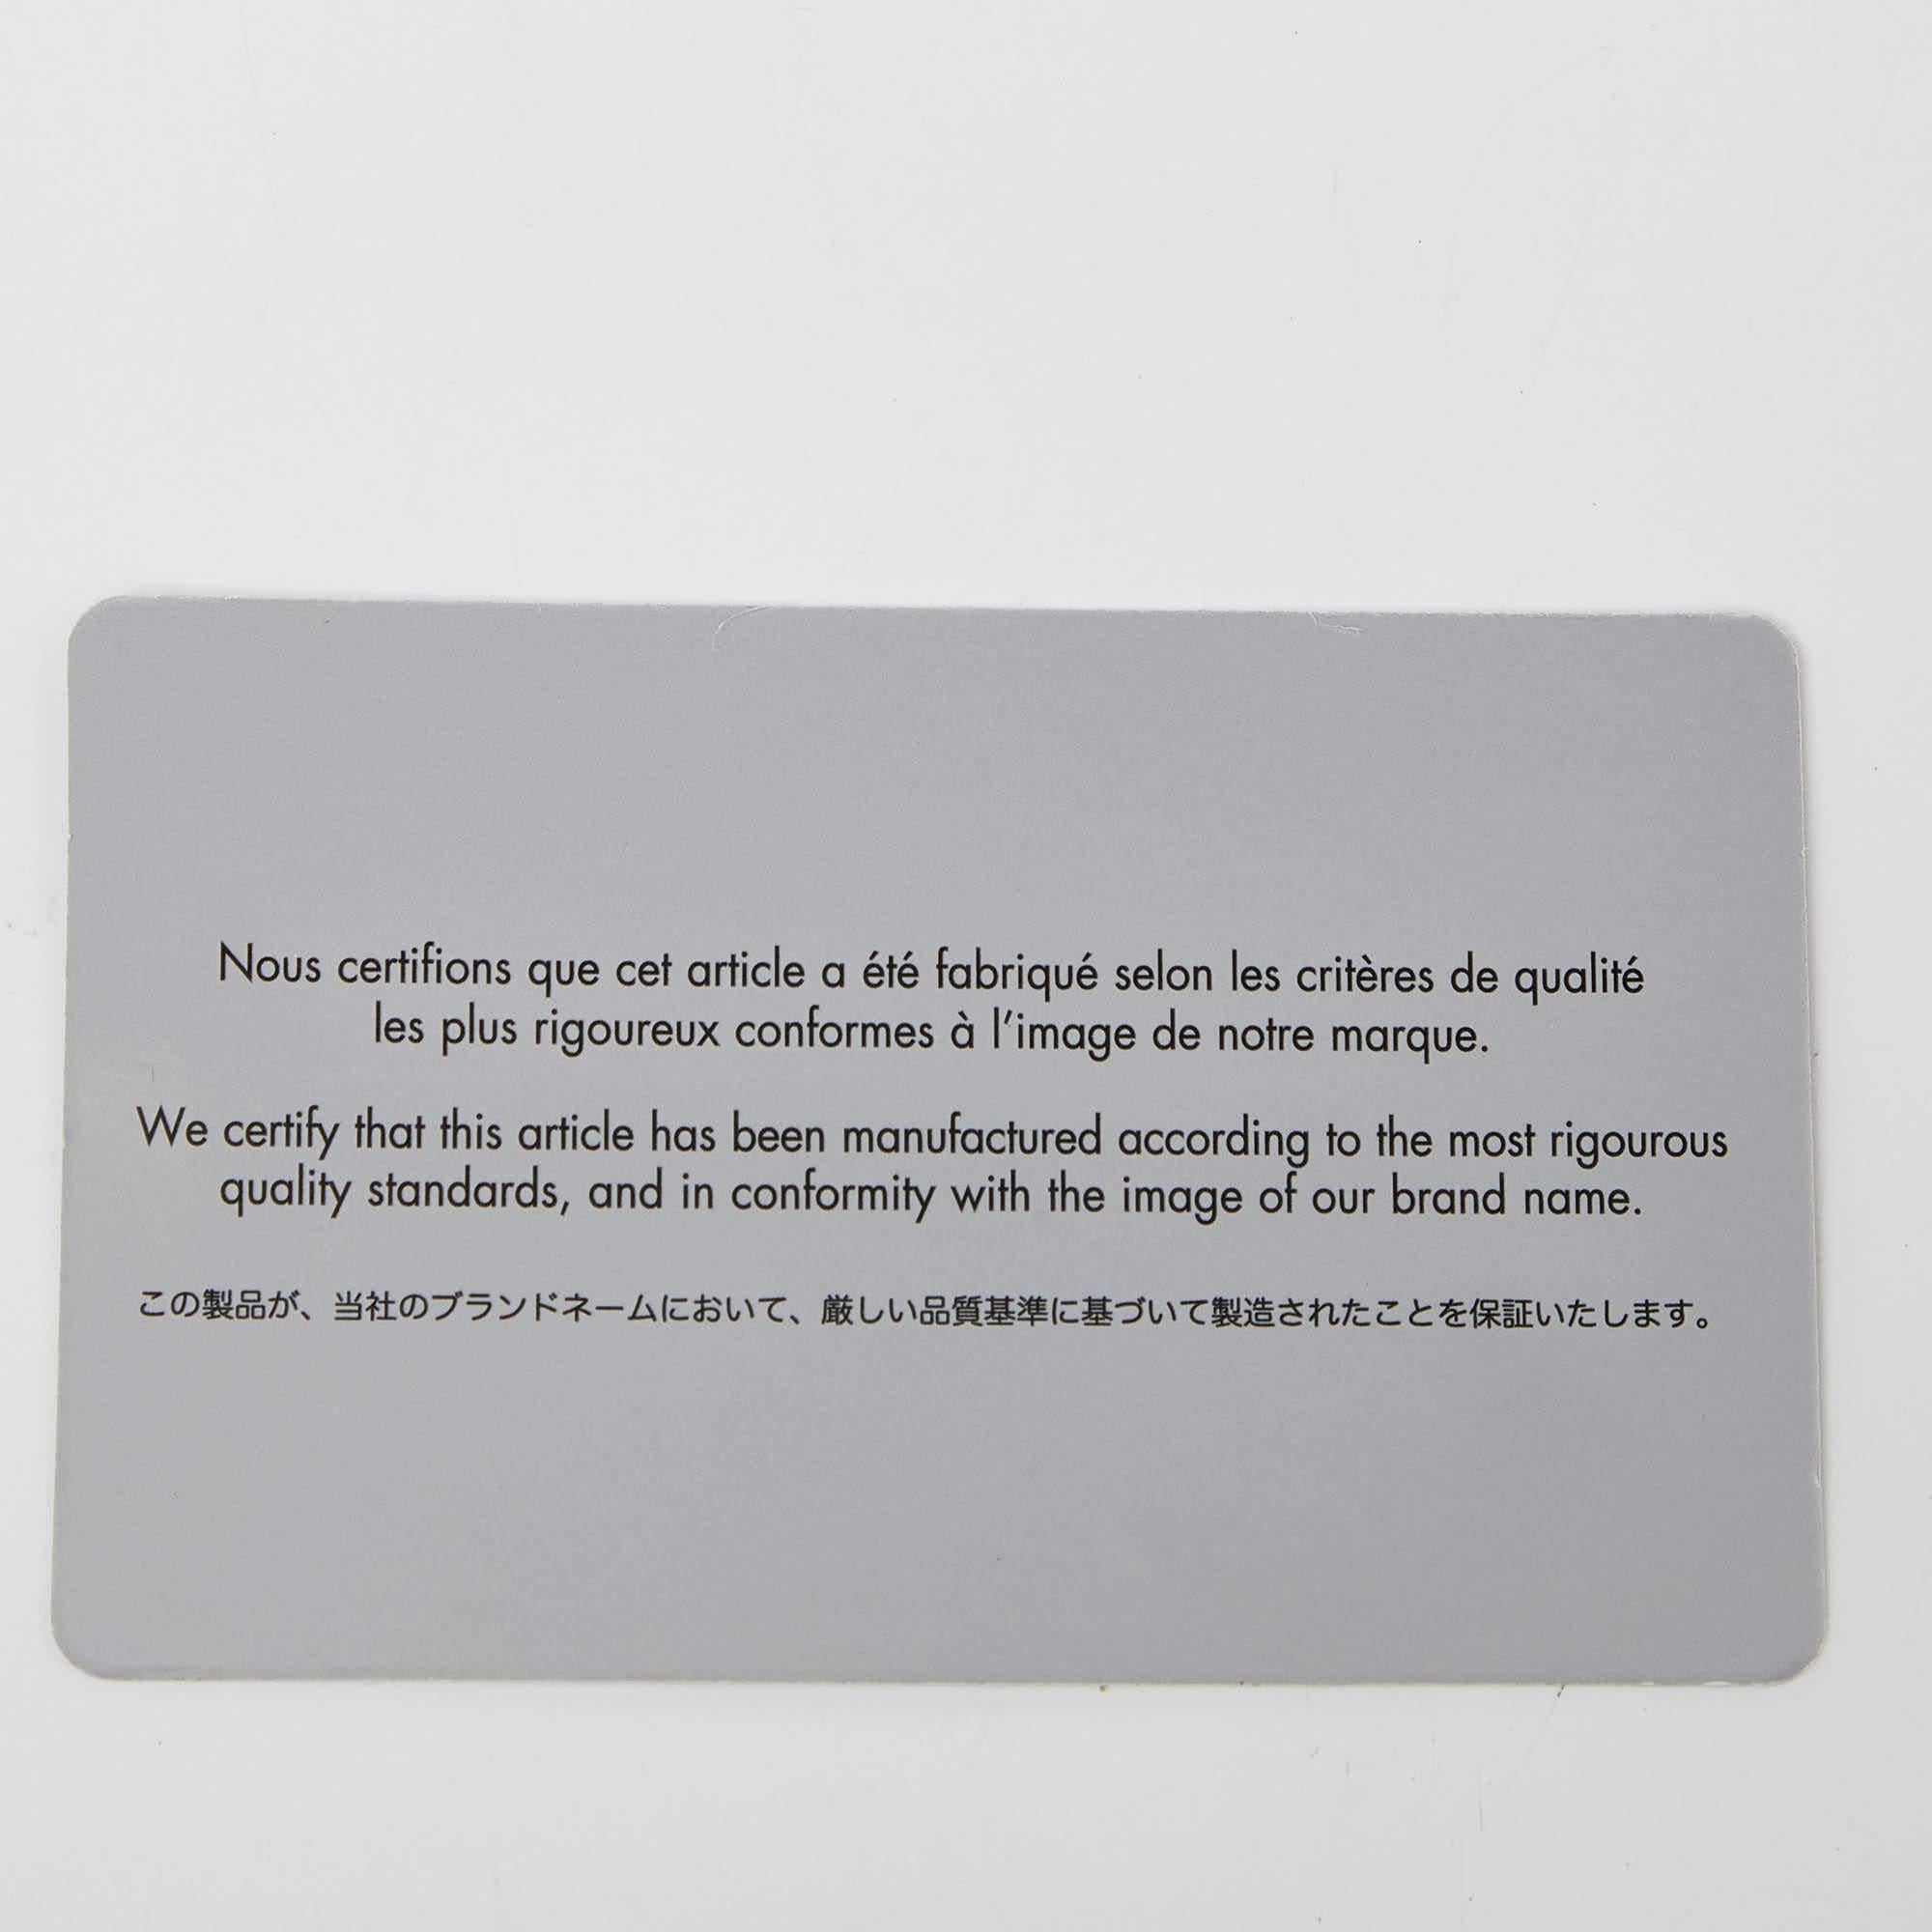 Nous certifions que cet article a été fabriqué selon les critères de qualité
les plus rigoureux conformes à l'image de notre marque.
We certify that this article has been manufactured according to the most rigourous
quality standards, and in conformity with the image of our brand name.
この製品が、当社のブランドネームにおいて、厳しい品質基準に基づいて製造されたことを保証いたします。